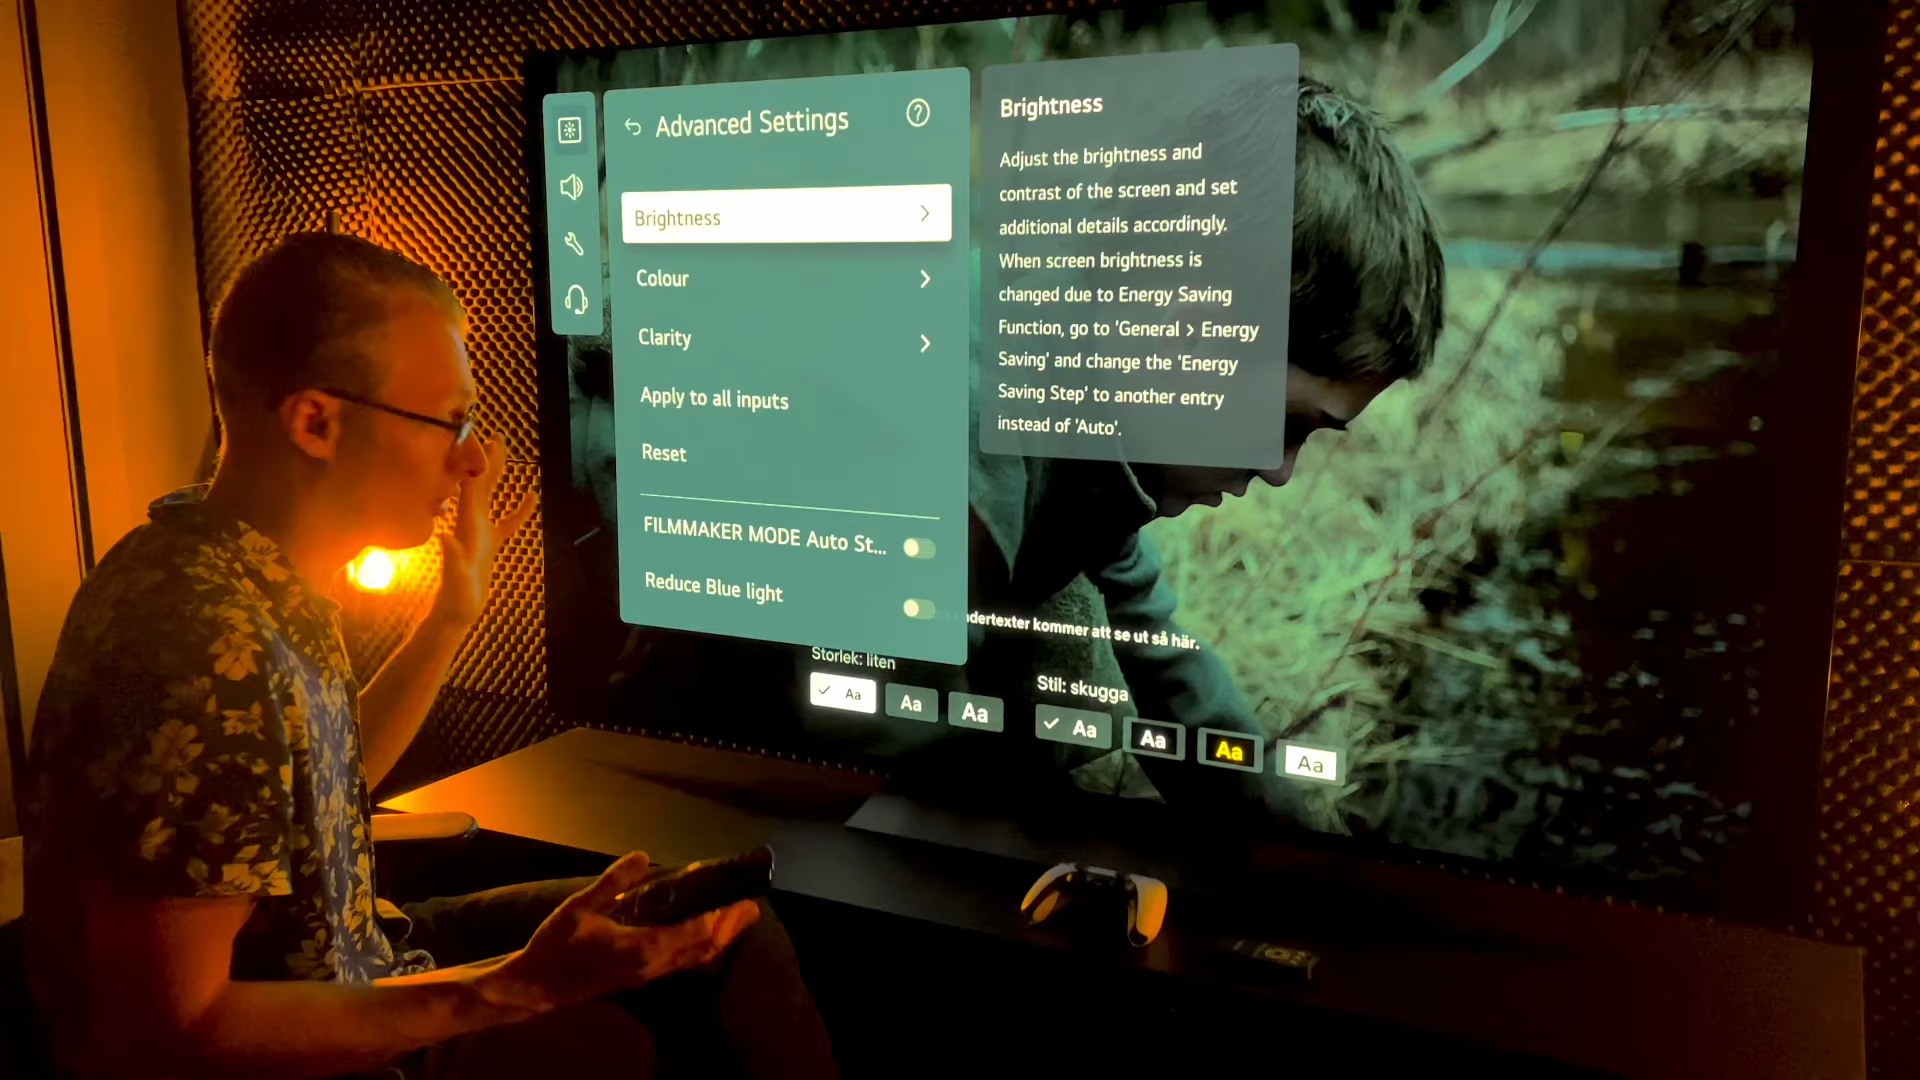 Advanced Settings
Brightness
Colour
Clarity
Apply to all inputs
Reset
FILMMAKER MODE Auto St...
Reduce Blue light
Brightness
Adjust the brightness and
contrast of the screen and set
additional details accordingly.
When screen brightness is
changed due to Energy Saving
Function, go to 'General > Energy
Saving' and change the 'Energy
Saving Step' to another entry
instead of 'Auto'.
kommer att se ut så här.
Storlek: liten
Aa Aa Aa
Stil: skugga
Aa Aa Aa Aa